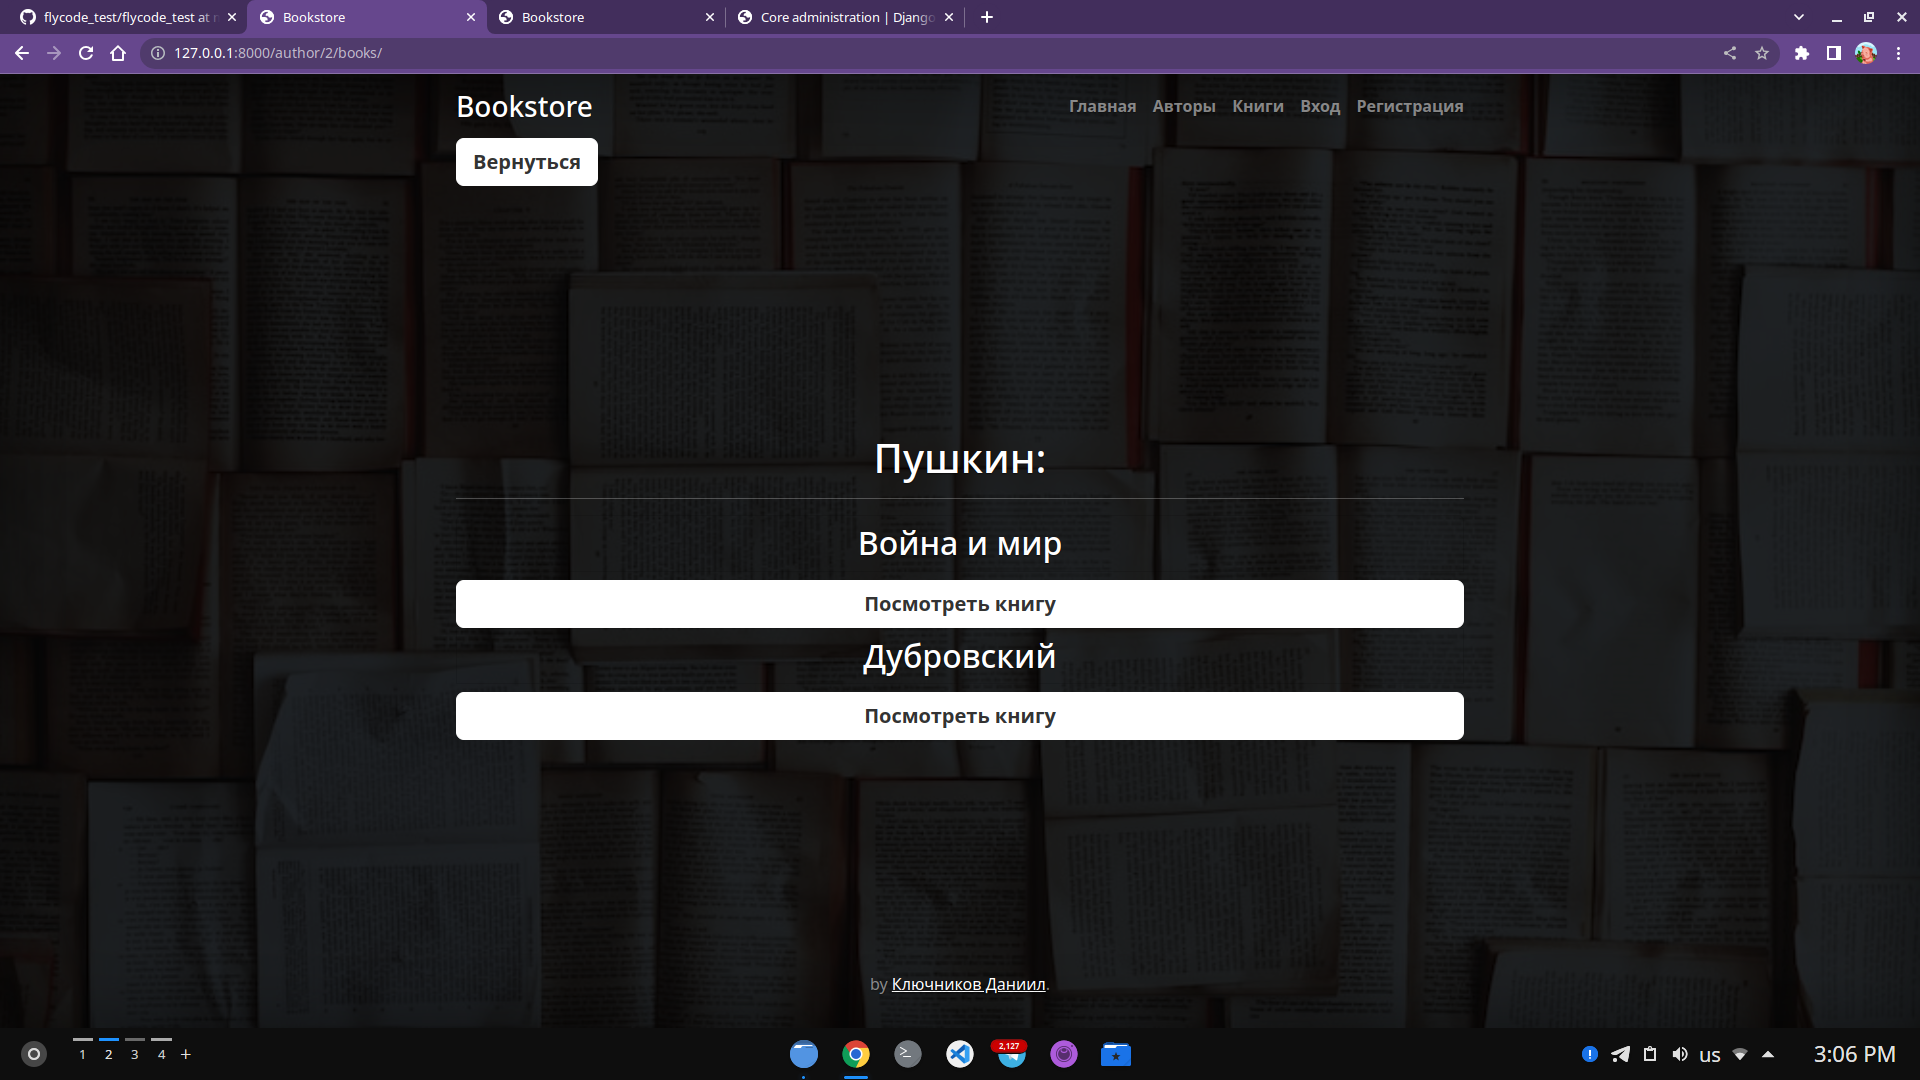 flycode_test/flycode_test at
Bookstore
Bookstore
Core administration | Django
127.0.0.1:8000/author/2/books/
Bookstore
Главная Авторы Книги Вход Регистрация
Вернуться
Пушкин:
Война и мир
Посмотреть книгу
Дубровский
Посмотреть книгу
by Ключников Даниил.
1 2 3 4 +
2,127
us
3:06 PM